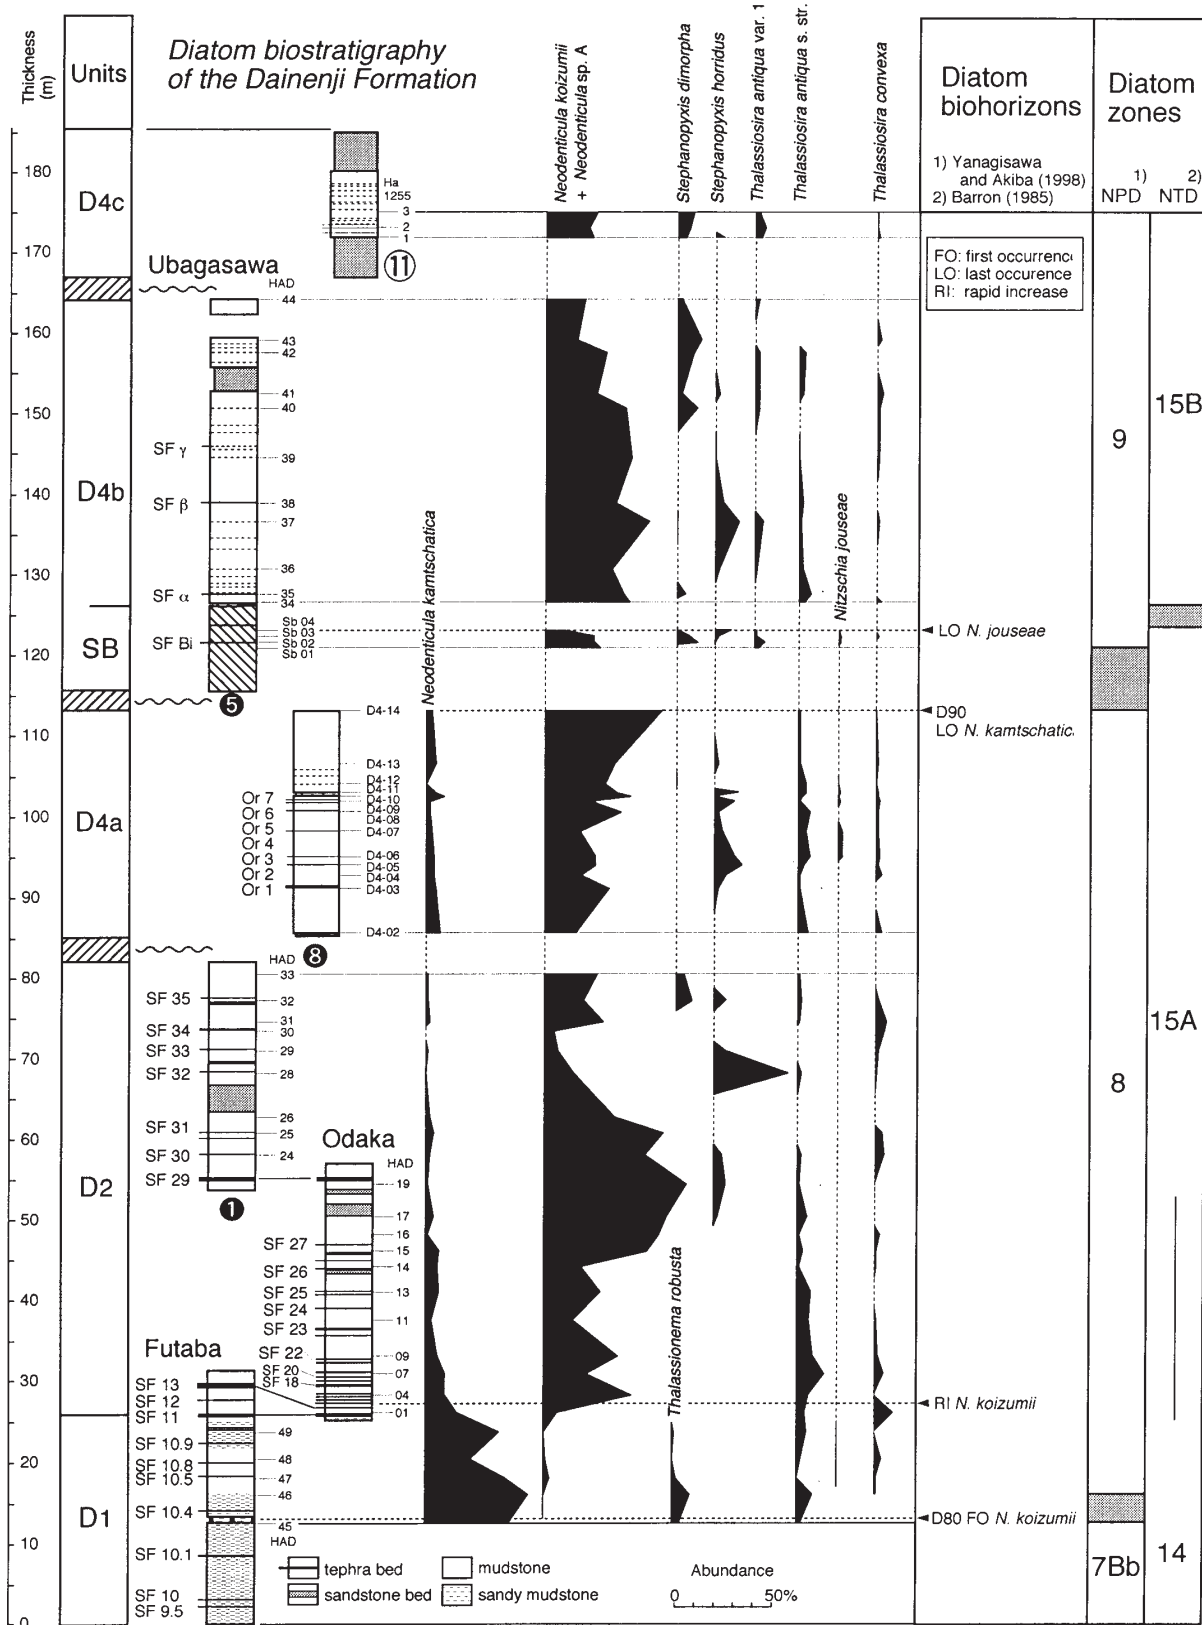 Diatom biostratigraphy
of the Dainenji Formation
Thickness
(m)
Units
Neodenticula koizumii
+ Neodenticula sp. A
Stephanopyxis dimorpha
Stephanopyxis horridus
Thalassiosira antiqua var. 1
Thalassiosira antiqua s. str.
Thalassiosira convexa
Diatom
biohorizons
1) Yanagisawa
and Akiba (1998)
2) Barron (1985)
Diatom
zones
1)
NPD
2)
NTD
FO: first occurrenc
LO: last occurence
RI: rapid increase
180
170
160
150
140
130
120
110
100
90
80
70
60
50
40
30
20
10
0
D4c
D4b
SB
D4a
D2
D1
Ha
1255
3
2
1
11
Ubagasawa
HAD
44
43
42
41
40
SF γ
39
SF β
38
37
36
SF α
35
34
Sb 04
Sb 03
SF Bi
Sb 02
Sb 01
5
Neodenticula kamtschatica
Nitzschia jouseae
LO N. jouseae
D90
LO N. kamtschatic
D4-14
D4-13
D4-12
D4-11
Or 7
D4-10
Or 6
D4-09
D4-08
Or 5
D4-07
Or 4
Or 3
D4-06
D4-05
Or 2
D4-04
Or 1
D4-03
D4-02
8
HAD
33
SF 35
32
31
SF 34
30
SF 33
29
SF 32
28
26
SF 31
25
SF 30
24
SF 29
1
Odaka
HAD
19
17
16
SF 27
15
SF 26
14
SF 25
13
SF 24
11
SF 23
SF 22
09
SF 20
07
SF 18
04
01
Thalassionema robusta
RI N. koizumii
Futaba
SF 13
SF 12
SF 11
49
SF 10.9
SF 10.8
48
SF 10.5
47
46
SF 10.4
45
HAD
SF 10.1
SF 10
SF 9.5
D80 FO N. koizumii
9
8
7Bb
15B
15A
14
tephra bed
mudstone
sandstone bed
sandy mudstone
Abundance
0
50%